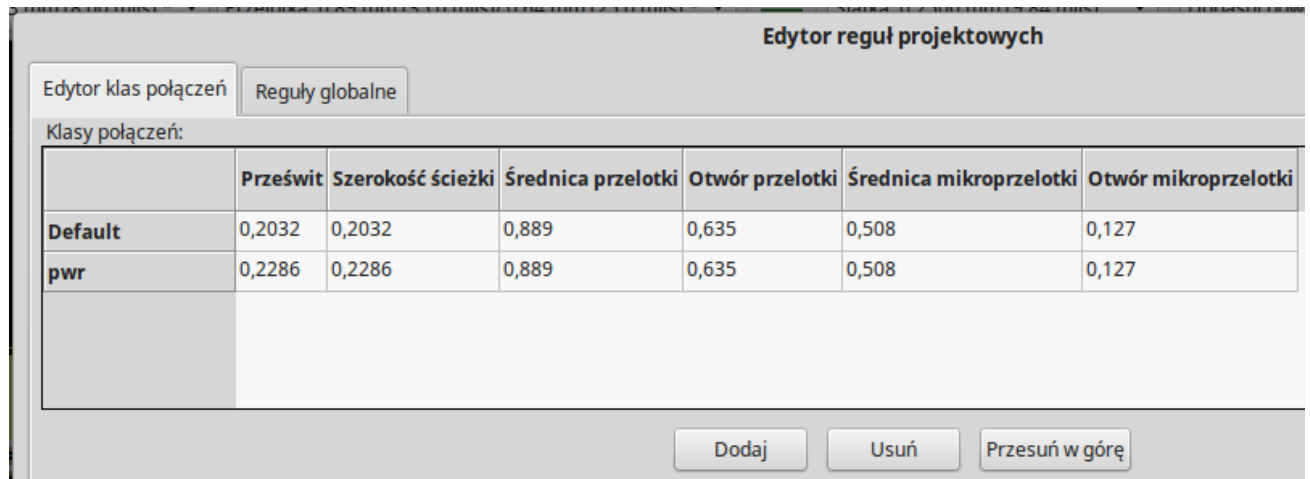 Edytor reguł projektowych
Edytor klas połączeń Reguły globalne
Klasy połączeń:
Prześwit Szerokość ścieżki Średnica przelotki Otwór przelotki Średnica mikroprzelotki Otwór mikroprzelotki
Default 0,2032 0,2032 0,889 0,635 0,508 0,127
pwr 0,2286 0,2286 0,889 0,635 0,508 0,127
Dodaj Usuń Przesuń w górę